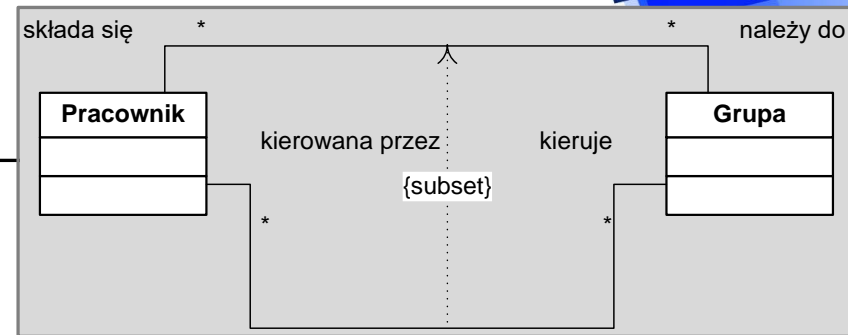 składa się * * należy do
Pracownik Grupa
kierowana przez kieruje
{subset}
* *